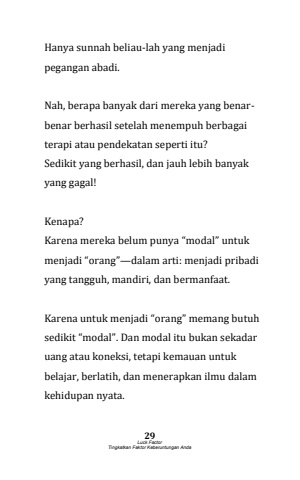 Hanya sunnah beliau-lah yang menjadi
pegangan abadi.
Nah, berapa banyak dari mereka yang benar-
benar berhasil setelah menempuh berbagai
terapi atau pendekatan seperti itu?
Sedikit yang berhasil, dan jauh lebih banyak
yang gagal!
Kenapa?
Karena mereka belum punya “modal” untuk
menjadi “orang”—dalam arti: menjadi pribadi
yang tangguh, mandiri, dan bermanfaat.
Karena untuk menjadi “orang” memang butuh
sedikit “modal”. Dan modal itu bukan sekadar
uang atau koneksi, tetapi kemauan untuk
belajar, berlatih, dan menerapkan ilmu dalam
kehidupan nyata.
29
Luck Factor
Tingkatkan Faktor Keberuntungan Anda